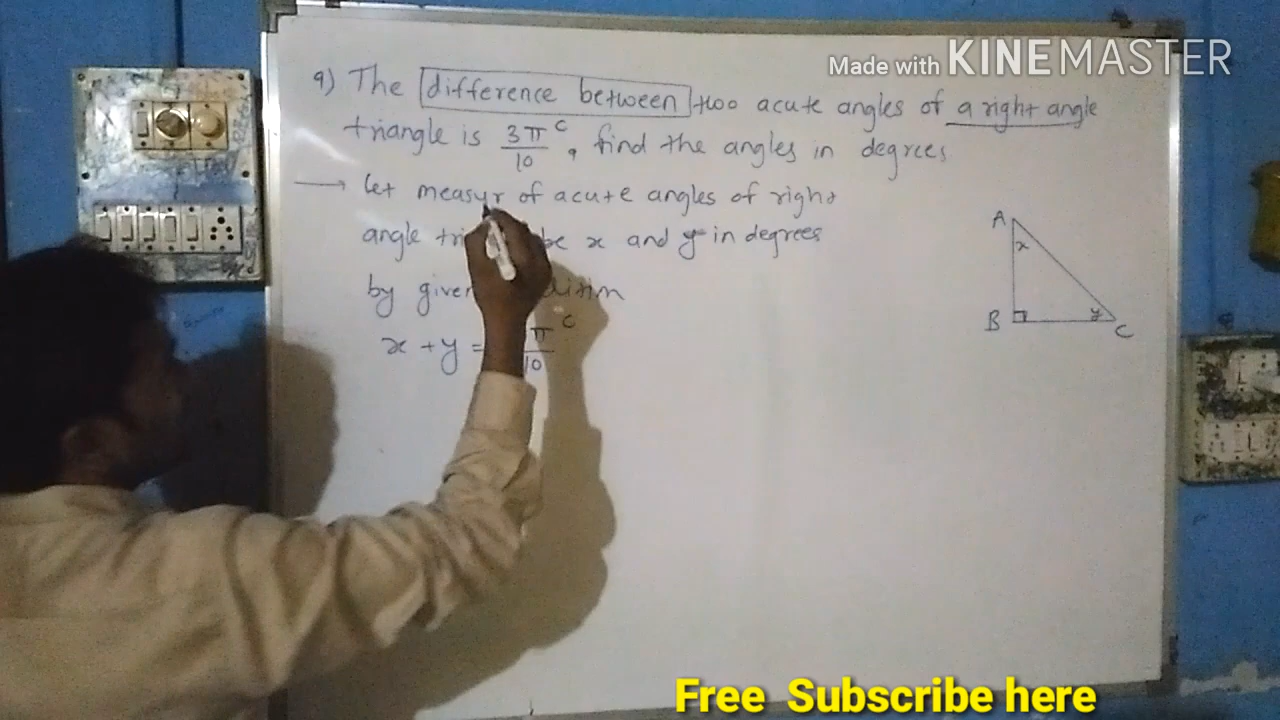 Made with KINEMASTER
9) The difference between two acute angles of a right angle
triangle is 3π/10 ᶜ, find the angles in degrees
→ let measur of acute angles of right
angle be x and y in degrees
by given
x + y = π/10 ᶜ
A
x
B
y
C
Free Subscribe here